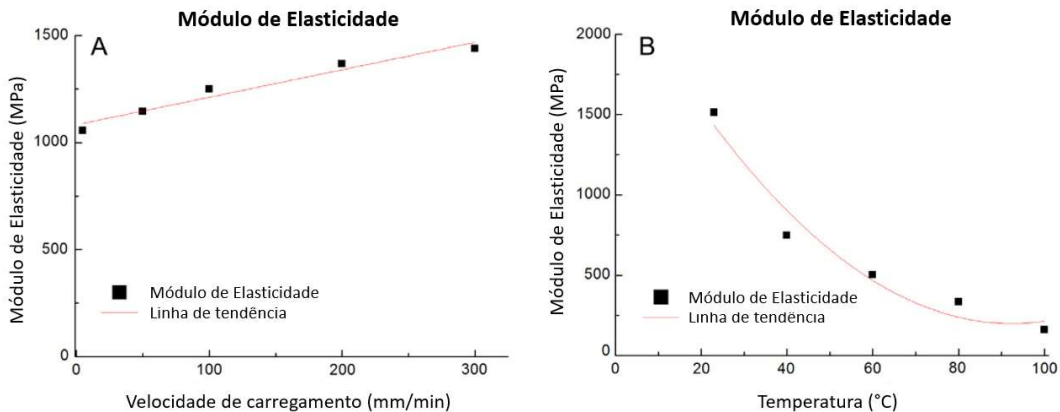 Módulo de Elasticidade
A
Módulo de Elasticidade (MPa)
1500
1000
500
0
Módulo de Elasticidade
Linha de tendência
0
100
200
300
Velocidade de carregamento (mm/min)
Módulo de Elasticidade
B
Módulo de Elasticidade (MPa)
2000
1500
1000
500
0
Módulo de Elasticidade
Linha de tendência
0
20
40
60
80
100
Temperatura (°C)